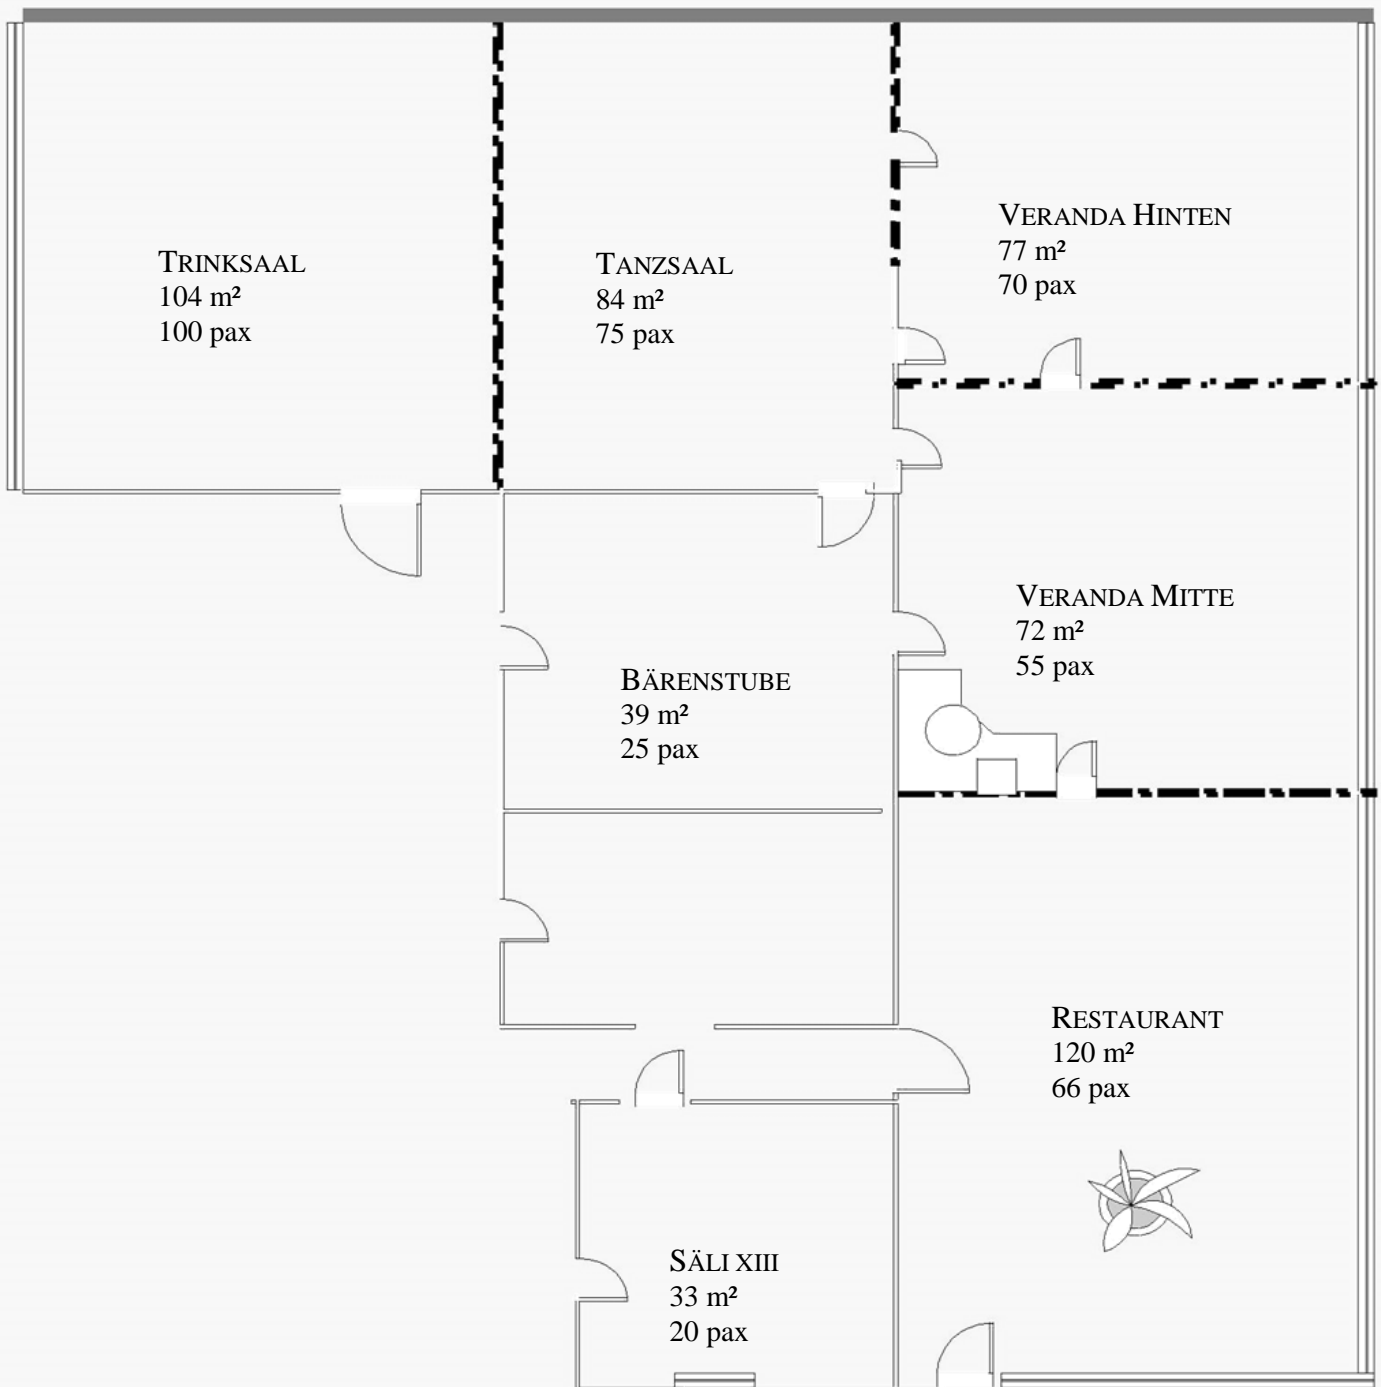 TRINKSAAL
104 m²
100 pax
TANZSAAL
84 m²
75 pax
VERANDA HINTEN
77 m²
70 pax
VERANDA MITTE
72 m²
55 pax
BÄRENSTUBE
39 m²
25 pax
RESTAURANT
120 m²
66 pax
SÄLI XIII
33 m²
20 pax